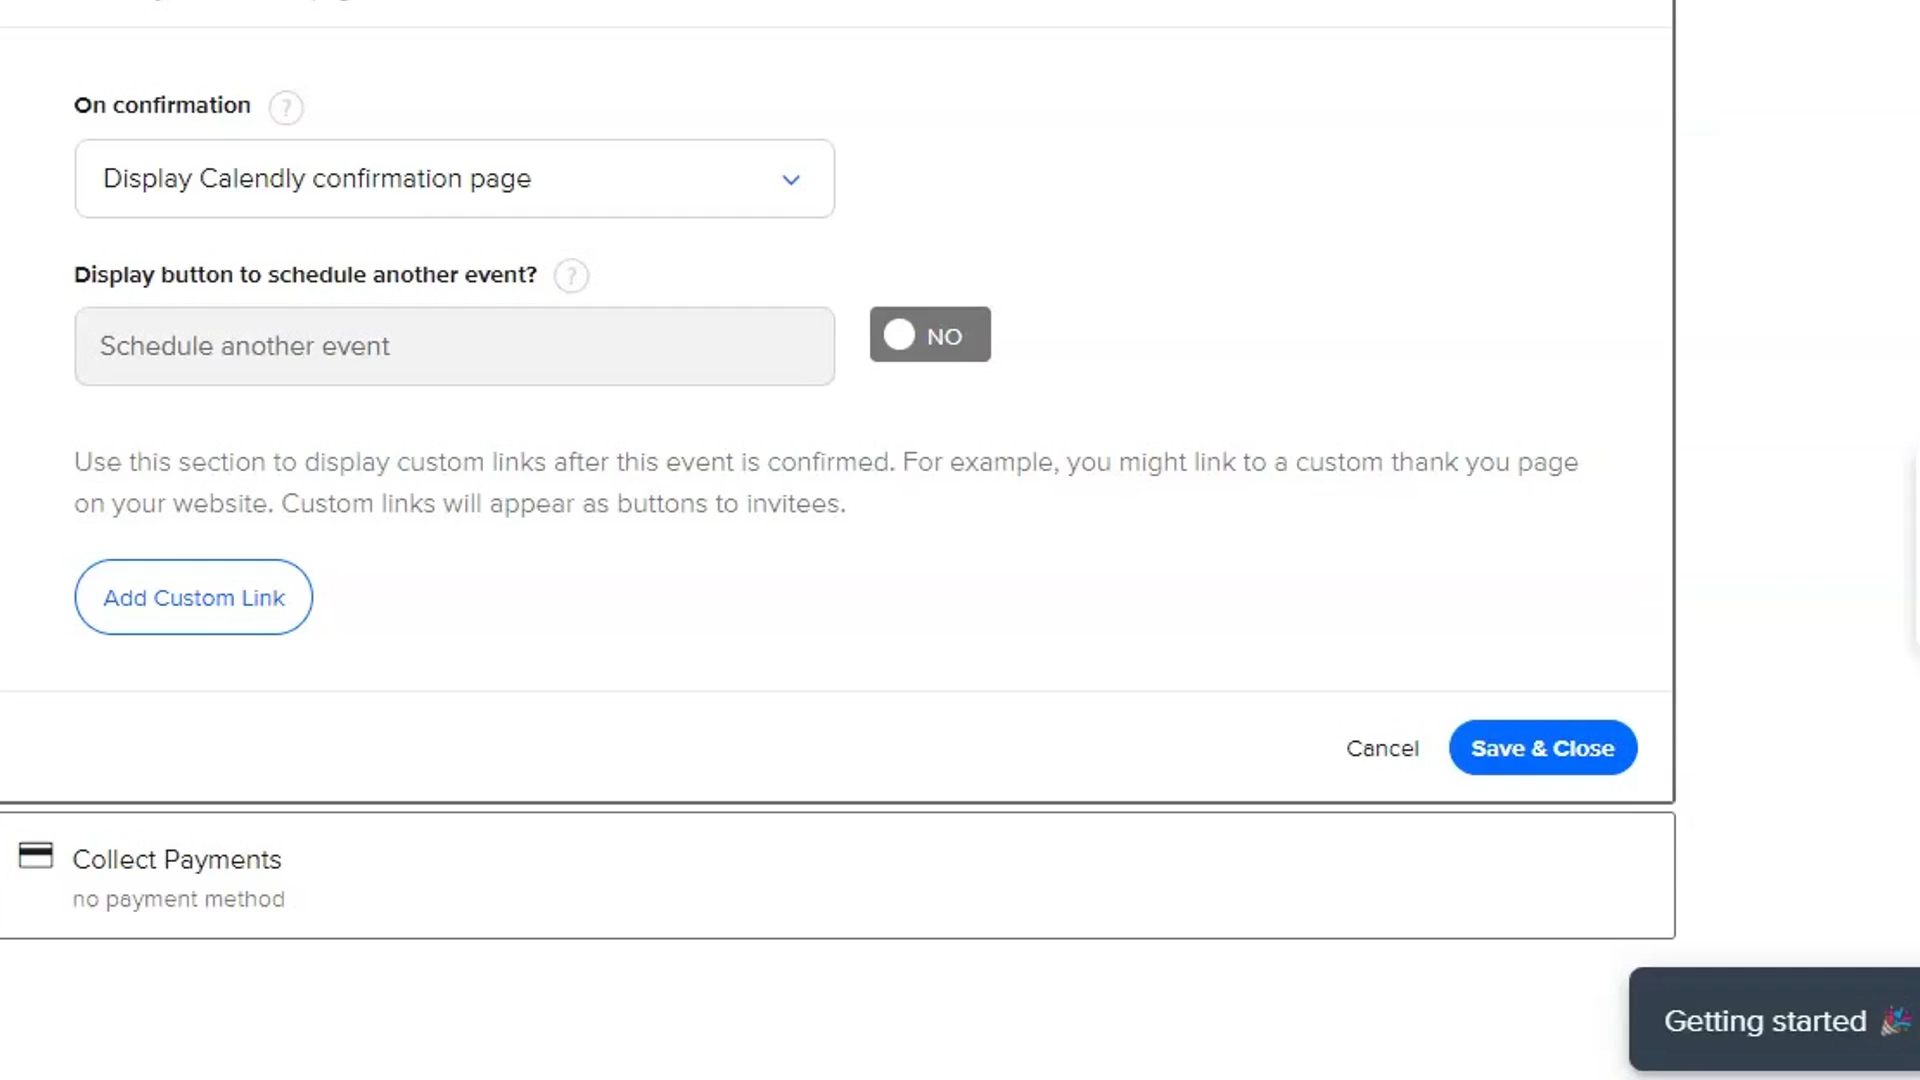 On confirmation ?
Display Calendly confirmation page
Display button to schedule another event? ?
Schedule another event
NO
Use this section to display custom links after this event is confirmed. For example, you might link to a custom thank you page
on your website. Custom links will appear as buttons to invitees.
Add Custom Link
Cancel
Save & Close
Collect Payments
no payment method
Getting started 🎉